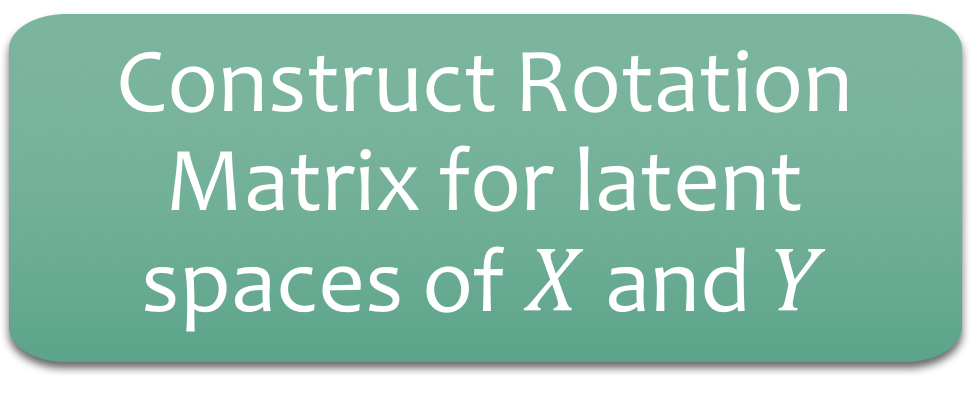 Construct Rotation
Matrix for latent
spaces of X and Y